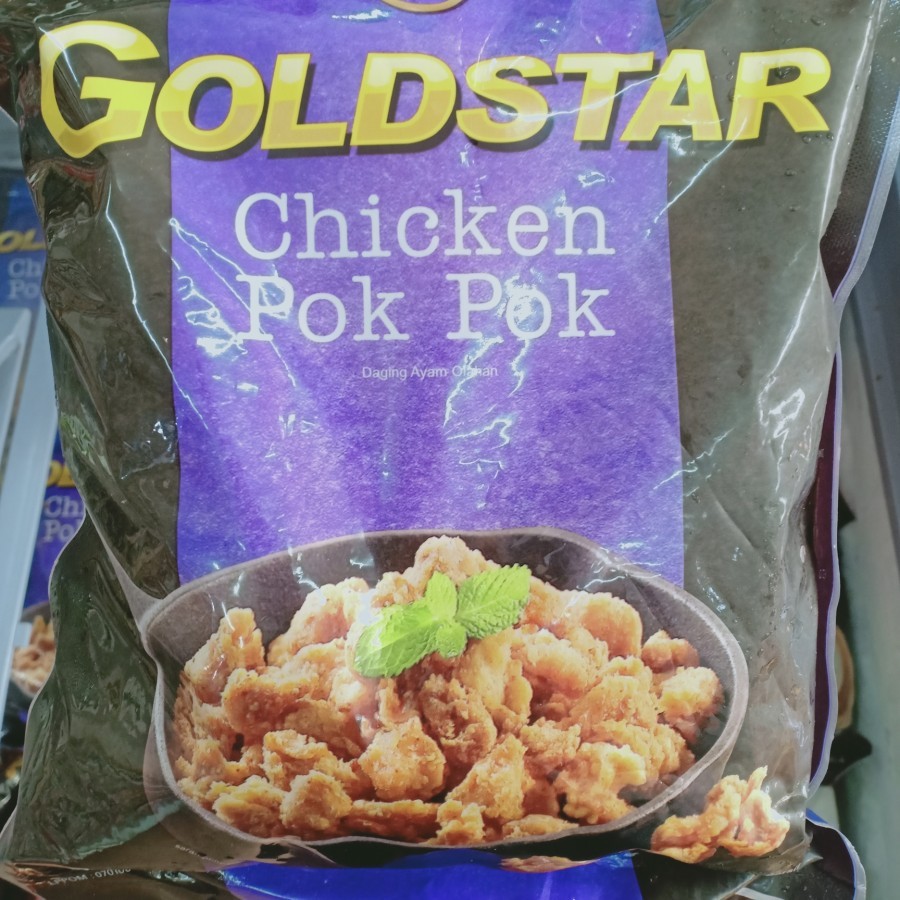 GOLDSTAR
Chicken
Pok Pok
Daging Ayam Olahan